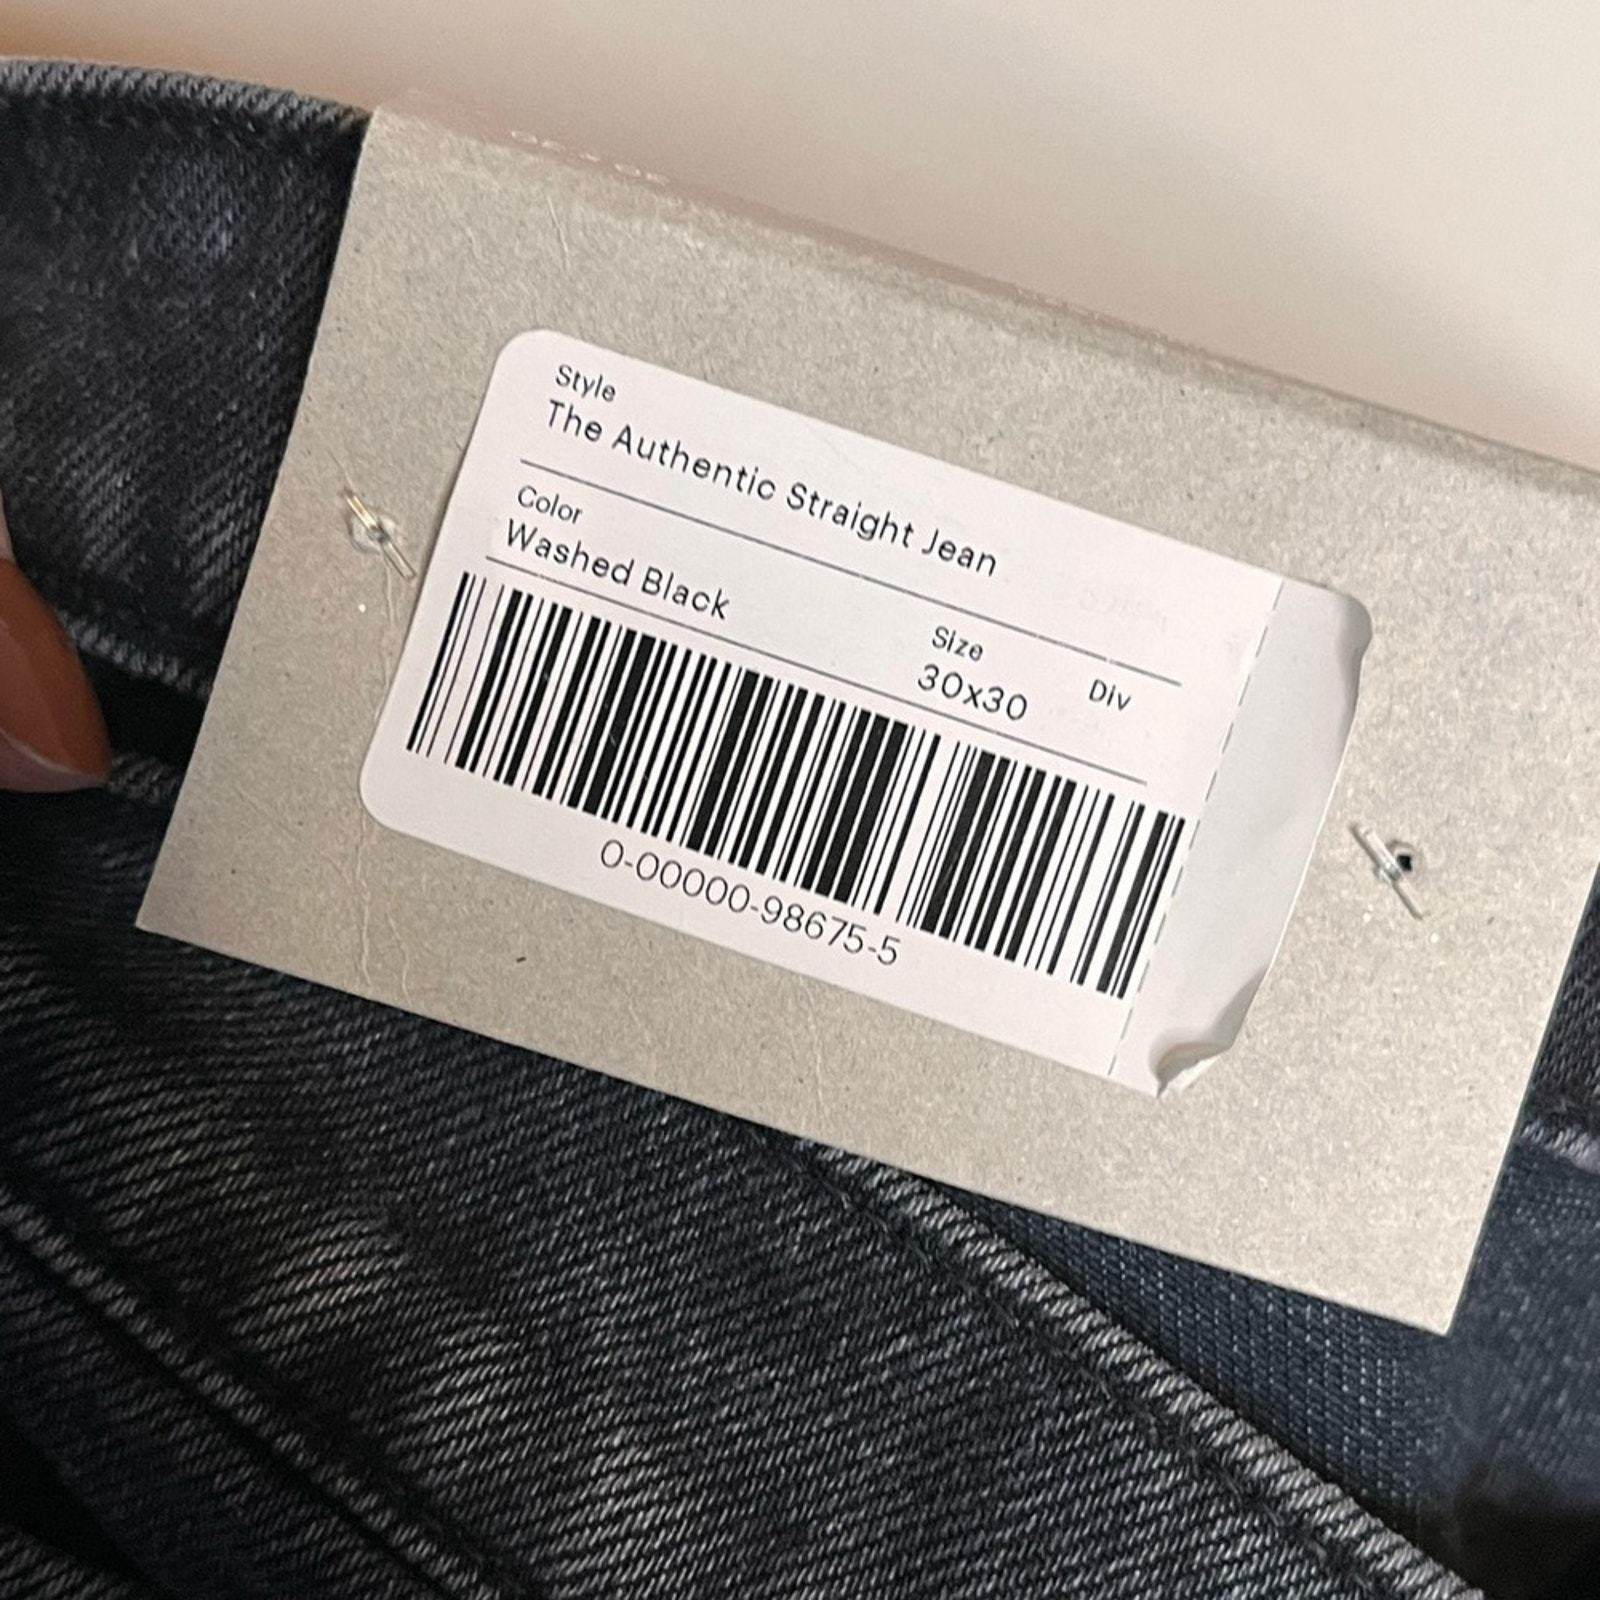 Style
The Authentic Straight Jean
Color
Washed Black
Size
30x30
Div
0-00000-98675-5